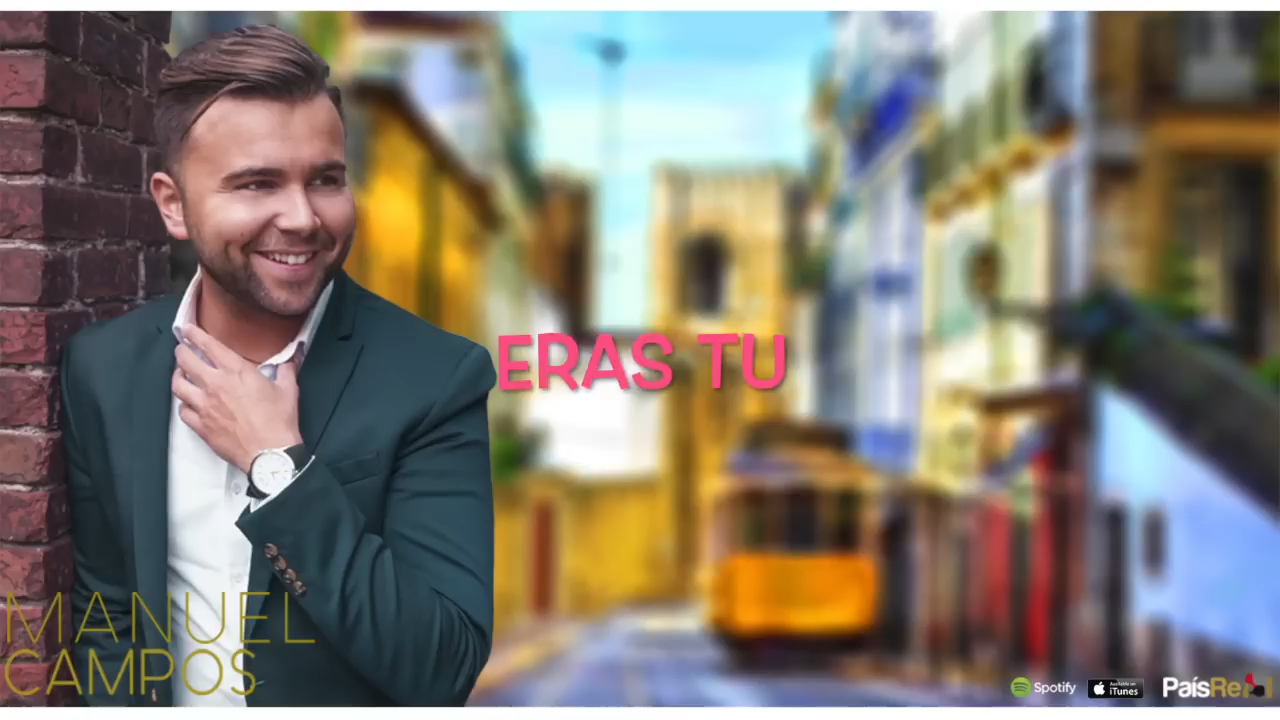 ERAS TU
MANUEL
CAMPOS
Spotify
Available on
iTunes
PaísReal